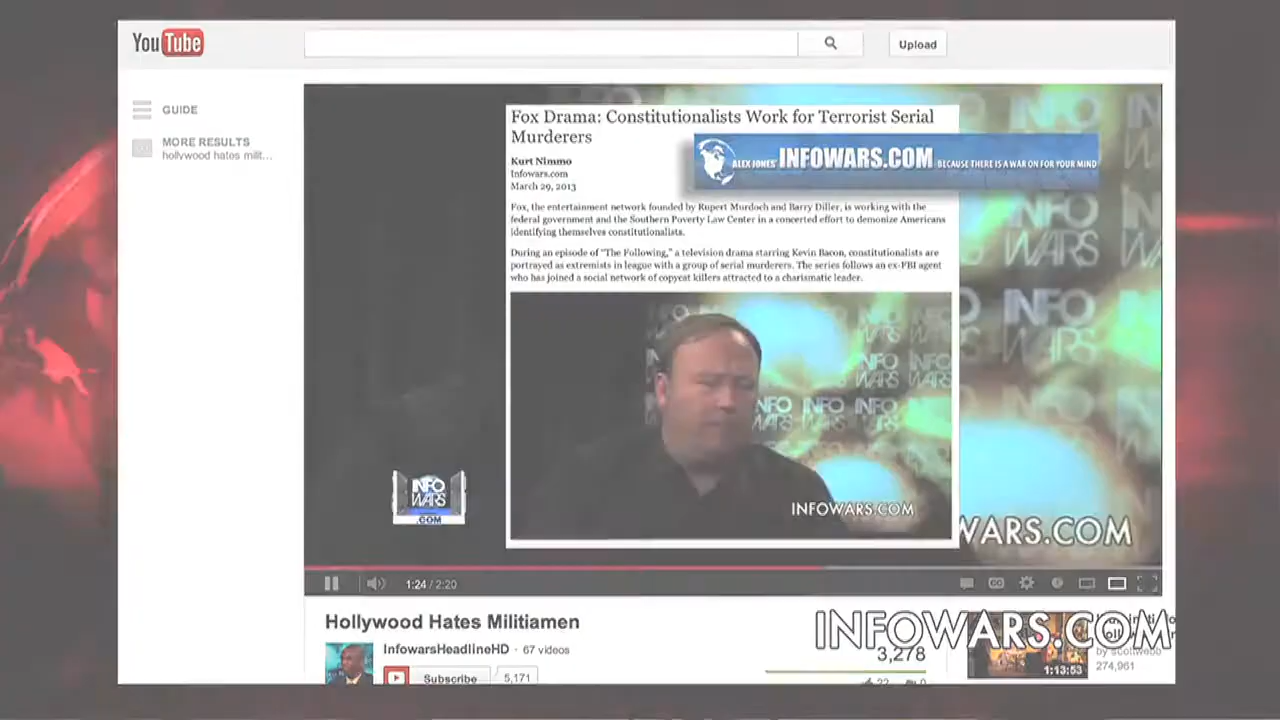 YouTube
Upload
GUIDE
MORE RESULTS
hollywood hates milit...
Fox Drama: Constitutionalists Work for Terrorist Serial
Murderers
Kurt Nimmo
Infowars.com
March 29, 2013
ALEX JONES' INFOWARS.COM BECAUSE THERE IS A WAR ON FOR YOUR MIND
Fox, the entertainment network founded by Rupert Murdoch and Barry Diller, is working with the
federal government and the Southern Poverty Law Center in a concerted effort to demonize Americans
identifying themselves constitutionalists.
During an episode of "The Following," a television drama starring Kevin Bacon, constitutionalists are
portrayed as extremists in league with a group of serial murderers. The series follows an ex-FBI agent
who has joined a social network of copycat killers attracted to a charismatic leader.
INFO
WARS
INFO
WARS
INFO WARS
.COM
INFOWARS.COM
WARS.COM
1:24 / 2:20
CC
Hollywood Hates Militiamen
InfowarsHeadlineHD · 67 videos
Subscribe 5,171
INFOWARS.COM
3,278
by scottwebb
274,961
1:13:53